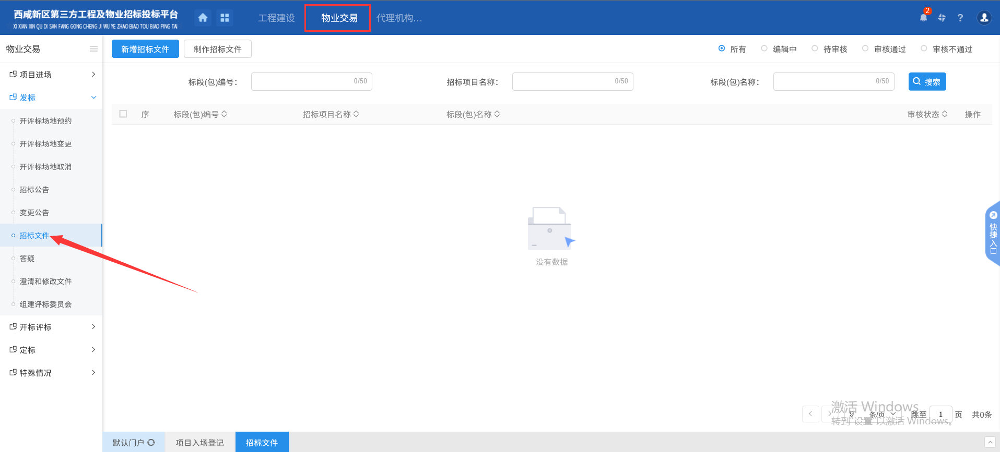 西咸新区第三方工程及物业招标投标平台
XI XIAN XIN QU DI SAN FANG GONG CHENG JI WU YE ZHAO BIAO TOU BIAO PING TAI
工程建设
物业交易
代理机构...
2
?
物业交易
新增招标文件
制作招标文件
所有
编辑中
待审核
审核通过
审核不通过
项目进场
标段(包)编号：
0/50
招标项目名称：
0/50
标段(包)名称：
0/50
搜索
发标
序
标段(包)编号
招标项目名称
标段(包)名称
审核状态
操作
开评标场地预约
开评标场地变更
开评标场地取消
招标公告
变更公告
招标文件
答疑
澄清和修改文件
组建评标委员会
开标评标
定标
特殊情况
没有数据
快捷入口
激活 Windows
转到"设置"以激活 Windows。
9
条/页
跳至
1
页
共0条
默认门户
项目入场登记
招标文件